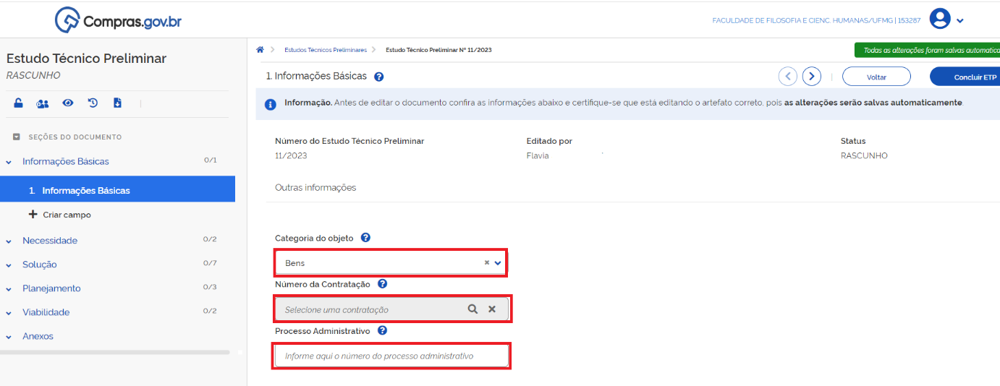 Compras.gov.br
FACULDADE DE FILOSOFIA E CIENC. HUMANAS/UFMG | 153287
Estudo Técnico Preliminar
RASCUNHO
SEÇÕES DO DOCUMENTO
Informações Básicas 0/1
1. Informações Básicas
Criar campo
Necessidade 0/2
Solução 0/7
Planejamento 0/3
Viabilidade 0/2
Anexos
Estudos Técnicos Preliminares > Estudo Técnico Preliminar Nº 11/2023
Todas as alterações foram salvas automatica
1. Informações Básicas
Voltar
Concluir ETP
Informação. Antes de editar o documento confira as informações abaixo e certifique-se que está editando o artefato correto, pois as alterações serão salvas automaticamente.
Número do Estudo Técnico Preliminar
11/2023
Editado por
Flavia
Status
RASCUNHO
Outras informações
Categoria do objeto
Bens
Número da Contratação
Selecione uma contratação
Processo Administrativo
Informe aqui o número do processo administrativo